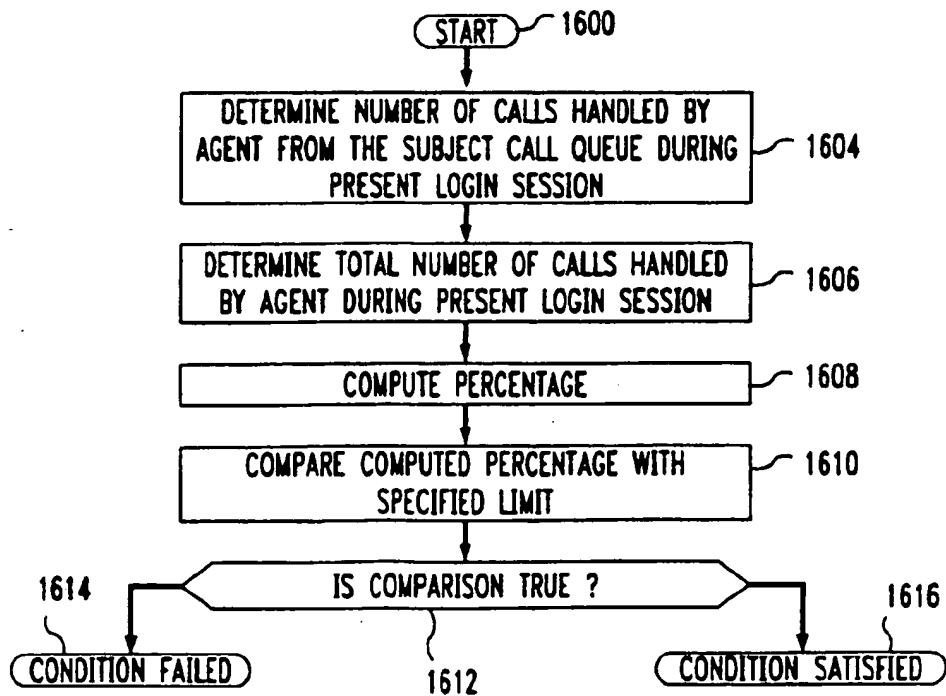 START
1600
DETERMINE NUMBER OF CALLS HANDLED BY
AGENT FROM THE SUBJECT CALL QUEUE DURING
PRESENT LOGIN SESSION
1604
DETERMINE TOTAL NUMBER OF CALLS HANDLED
BY AGENT DURING PRESENT LOGIN SESSION
1606
COMPUTE PERCENTAGE
1608
COMPARE COMPUTED PERCENTAGE WITH
SPECIFIED LIMIT
1610
IS COMPARISON TRUE ?
1612
1614
CONDITION FAILED
1616
CONDITION SATISFIED